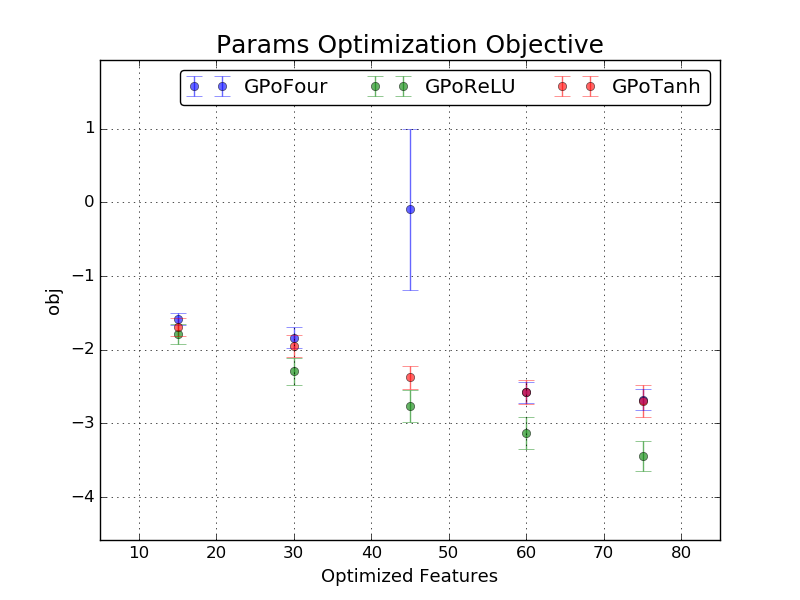 Params Optimization Objective
GPoFour GPoReLU GPoTanh
1
0
−1
−2
−3
−4
obj
10 20 30 40 50 60 70 80
Optimized Features